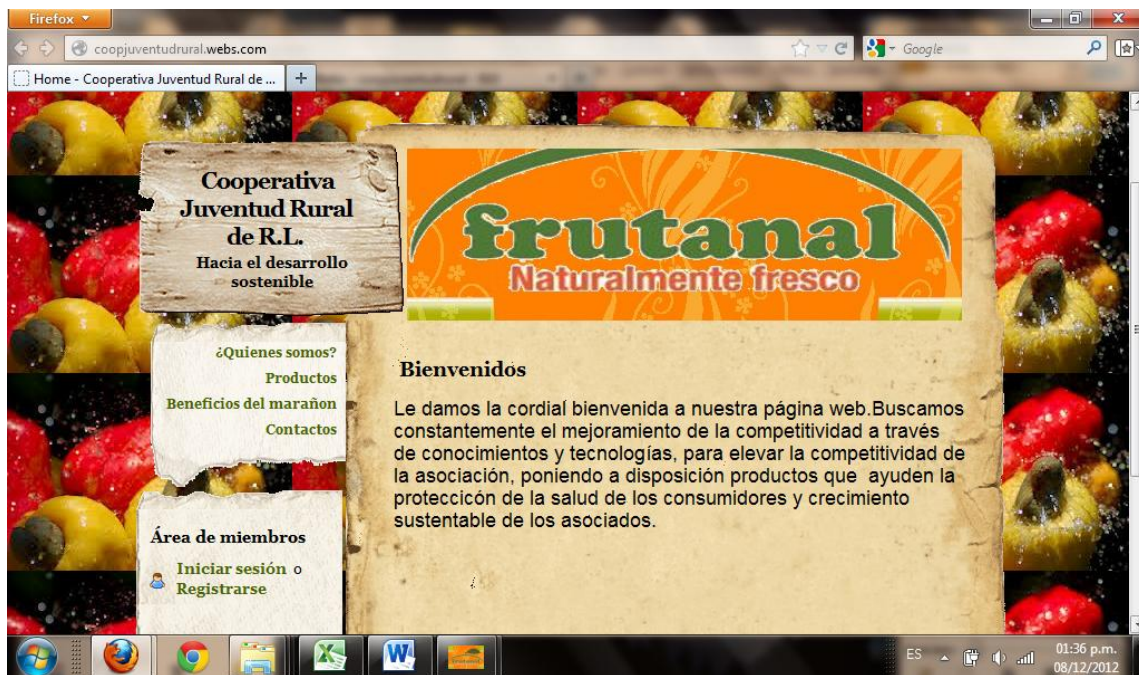 Firefox
coopjuventudrural.webs.com
Google
Home - Cooperativa Juventud Rural de ...
Cooperativa
Juventud Rural
de R.L.
Hacia el desarrollo
sostenible
frutanal
Naturalmente fresco
¿Quienes somos?
Productos
Beneficios del marañon
Contactos
Bienvenidos
Le damos la cordial bienvenida a nuestra página web.Buscamos
constantemente el mejoramiento de la competitividad a través
de conocimientos y tecnologías, para elevar la competitividad de
la asociación, poniendo a disposición productos que ayuden la
proteccicón de la salud de los consumidores y crecimiento
sustentable de los asociados.
Área de miembros
Iniciar sesión o
Registrarse
ES
01:36 p.m.
08/12/2012